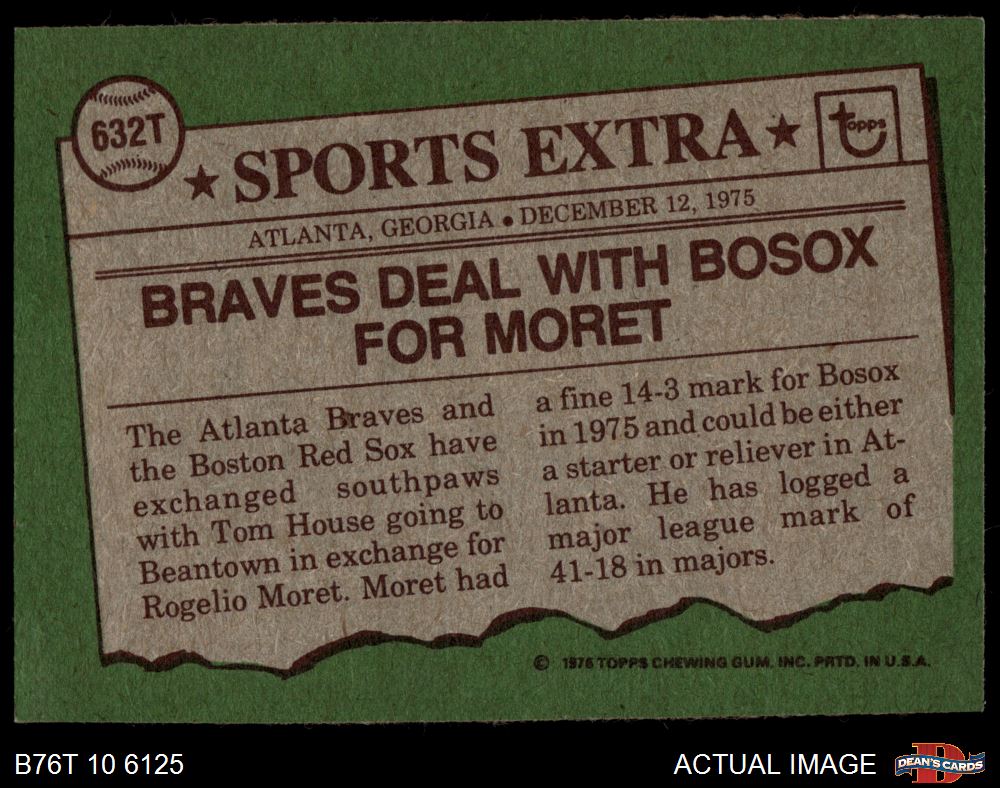 632T
★ SPORTS EXTRA ★
Topps
ATLANTA, GEORGIA • DECEMBER 12, 1975
BRAVES DEAL WITH BOSOX
FOR MORET
The Atlanta Braves and
the Boston Red Sox have
exchanged southpaws
with Tom House going to
Beantown in exchange for
Rogelio Moret. Moret had
a fine 14-3 mark for Bosox
in 1975 and could be either
a starter or reliever in At-
lanta. He has logged a
major league mark of
41-18 in majors.
© 1976 TOPPS CHEWING GUM, INC. PRTD. IN U.S.A.
B76T 10 6125
ACTUAL IMAGE
DEAN'S CARDS